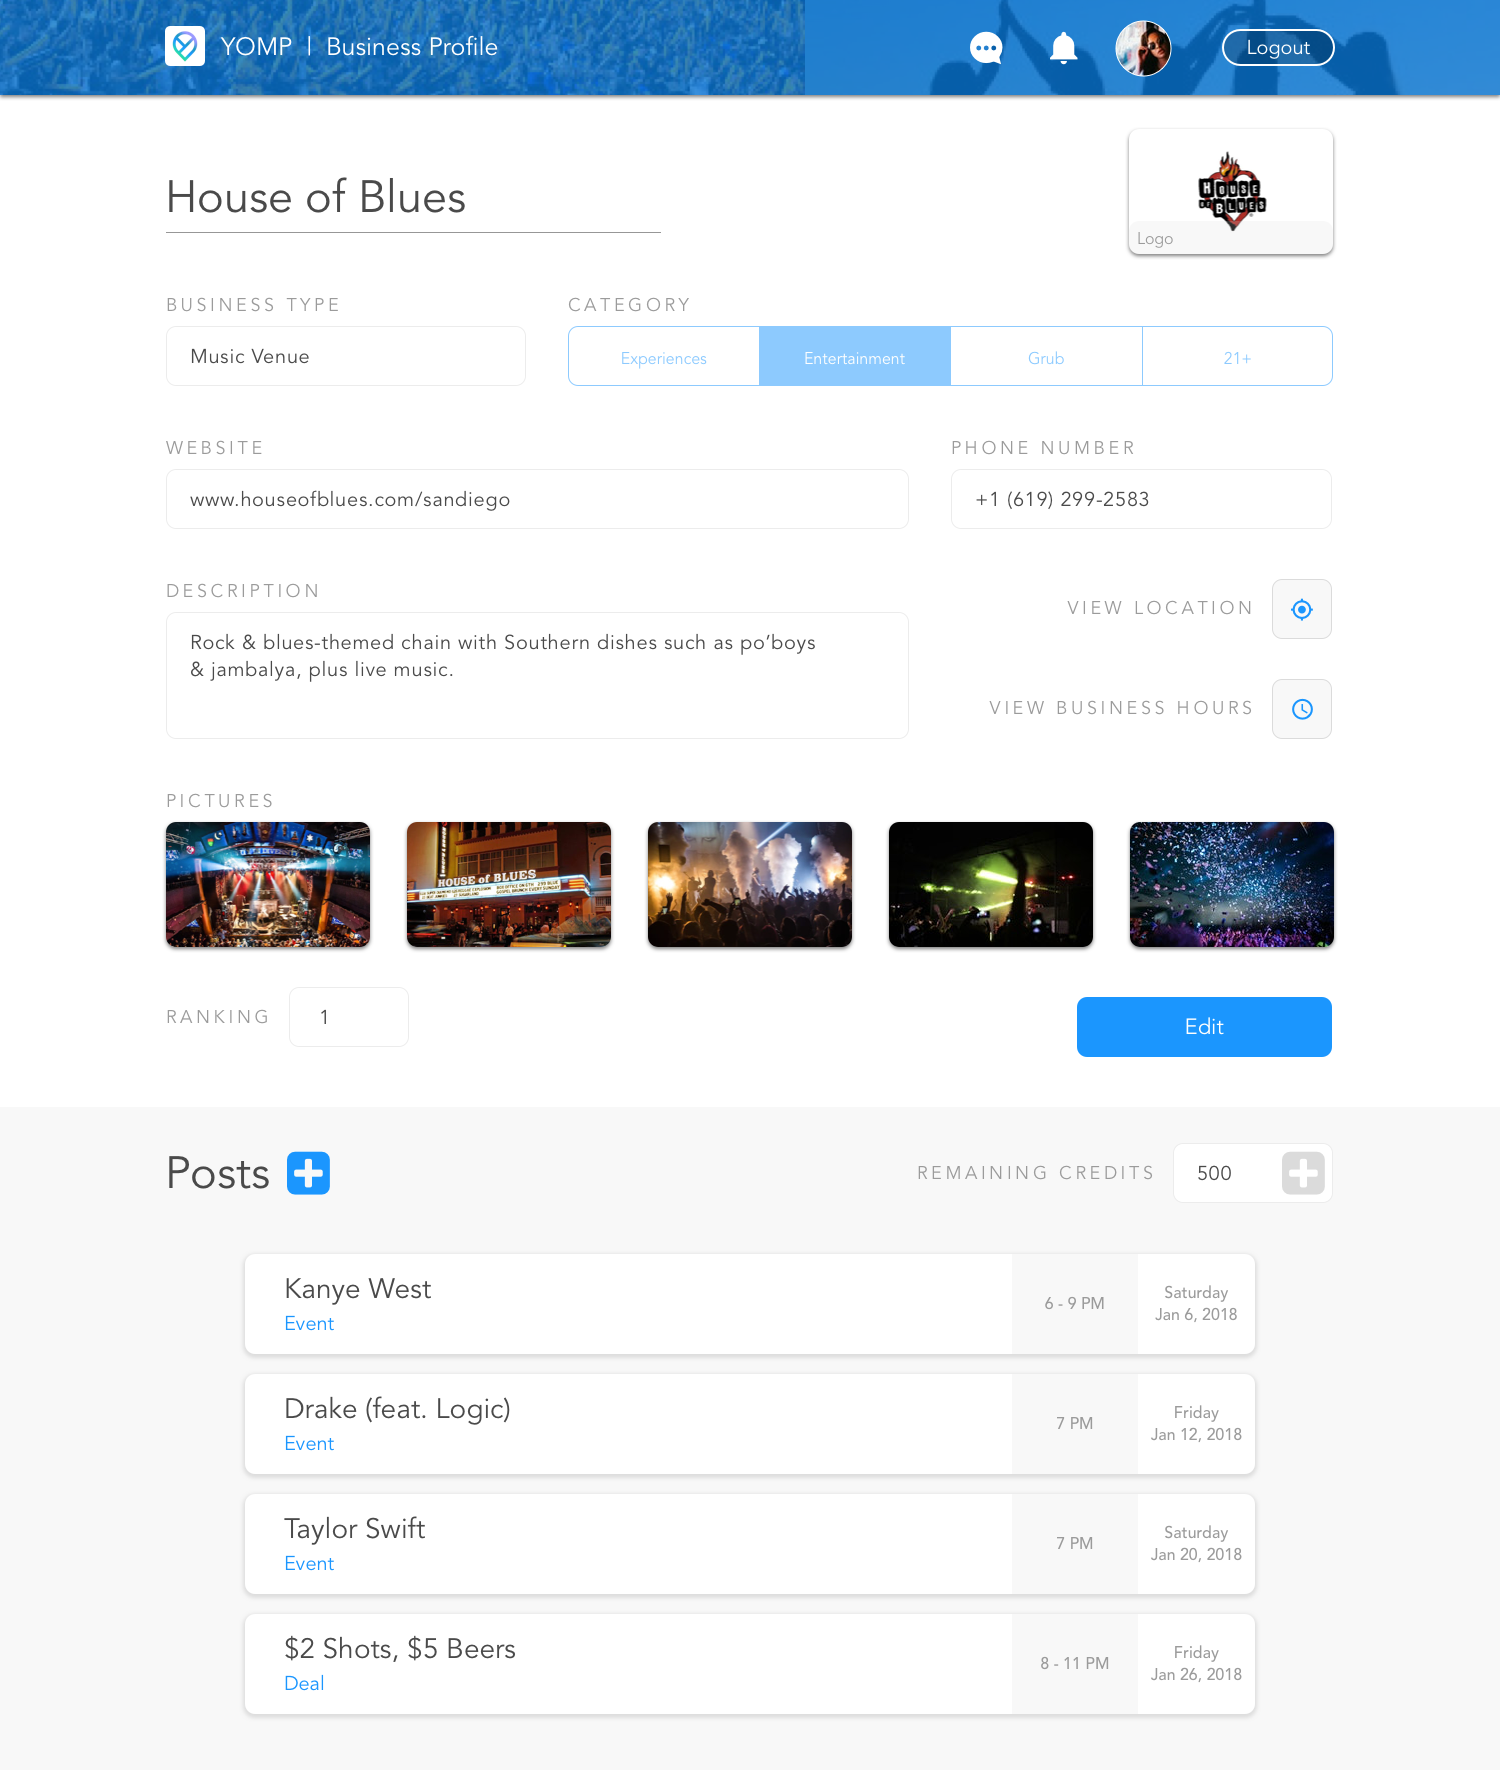 YOMP | Business Profile
Logout
House of Blues
HOUSE
OF BLUES
Logo
BUSINESS TYPE
CATEGORY
Music Venue
Experiences
Entertainment
Grub
21+
WEBSITE
PHONE NUMBER
www.houseofblues.com/sandiego
+1 (619) 299-2583
DESCRIPTION
Rock & blues-themed chain with Southern dishes such as po’boys
& jambalya, plus live music.
VIEW LOCATION
VIEW BUSINESS HOURS
PICTURES
HOUSE of BLUES
RANKING
1
Edit
Posts
REMAINING CREDITS
500
Kanye West
Event
6 - 9 PM
Saturday
Jan 6, 2018
Drake (feat. Logic)
Event
7 PM
Friday
Jan 12, 2018
Taylor Swift
Event
7 PM
Saturday
Jan 20, 2018
$2 Shots, $5 Beers
Deal
8 - 11 PM
Friday
Jan 26, 2018